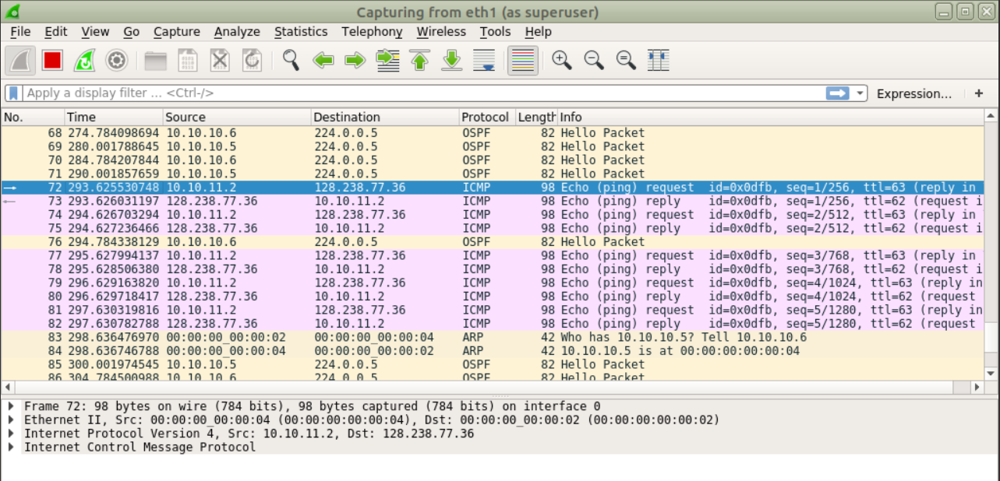 Capturing from eth1 (as superuser)
File Edit View Go Capture Analyze Statistics Telephony Wireless Tools Help
Apply a display filter ... <Ctrl-/> Expression... +
No. Time Source Destination Protocol Length Info
68 274.784098694 10.10.10.6 224.0.0.5 OSPF 82 Hello Packet
69 280.001788645 10.10.10.5 224.0.0.5 OSPF 82 Hello Packet
70 284.784207844 10.10.10.6 224.0.0.5 OSPF 82 Hello Packet
71 290.001857659 10.10.10.5 224.0.0.5 OSPF 82 Hello Packet
72 293.625530748 10.10.11.2 128.238.77.36 ICMP 98 Echo (ping) request id=0x0dfb, seq=1/256, ttl=63 (reply in
73 293.626031197 128.238.77.36 10.10.11.2 ICMP 98 Echo (ping) reply id=0x0dfb, seq=1/256, ttl=62 (request i
74 294.626703294 10.10.11.2 128.238.77.36 ICMP 98 Echo (ping) request id=0x0dfb, seq=2/512, ttl=63 (reply in
75 294.627236466 128.238.77.36 10.10.11.2 ICMP 98 Echo (ping) reply id=0x0dfb, seq=2/512, ttl=62 (request i
76 294.784338129 10.10.10.6 224.0.0.5 OSPF 82 Hello Packet
77 295.627994137 10.10.11.2 128.238.77.36 ICMP 98 Echo (ping) request id=0x0dfb, seq=3/768, ttl=63 (reply in
78 295.628506380 128.238.77.36 10.10.11.2 ICMP 98 Echo (ping) reply id=0x0dfb, seq=3/768, ttl=62 (request i
79 296.629163820 10.10.11.2 128.238.77.36 ICMP 98 Echo (ping) request id=0x0dfb, seq=4/1024, ttl=63 (reply in
80 296.629718417 128.238.77.36 10.10.11.2 ICMP 98 Echo (ping) reply id=0x0dfb, seq=4/1024, ttl=62 (request
81 297.630319816 10.10.11.2 128.238.77.36 ICMP 98 Echo (ping) request id=0x0dfb, seq=5/1280, ttl=63 (reply in
82 297.630782788 128.238.77.36 10.10.11.2 ICMP 98 Echo (ping) reply id=0x0dfb, seq=5/1280, ttl=62 (request
83 298.636476970 00:00:00_00:00:02 00:00:00_00:00:04 ARP 42 Who has 10.10.10.5? Tell 10.10.10.6
84 298.636746788 00:00:00_00:00:04 00:00:00_00:00:02 ARP 42 10.10.10.5 is at 00:00:00:00:00:04
85 300.001974545 10.10.10.5 224.0.0.5 OSPF 82 Hello Packet
86 304.784500988 10.10.10.6 224.0.0.5 OSPF 82 Hello Packet
Frame 72: 98 bytes on wire (784 bits), 98 bytes captured (784 bits) on interface 0
Ethernet II, Src: 00:00:00_00:00:04 (00:00:00:00:00:04), Dst: 00:00:00_00:00:02 (00:00:00:00:00:02)
Internet Protocol Version 4, Src: 10.10.11.2, Dst: 128.238.77.36
Internet Control Message Protocol